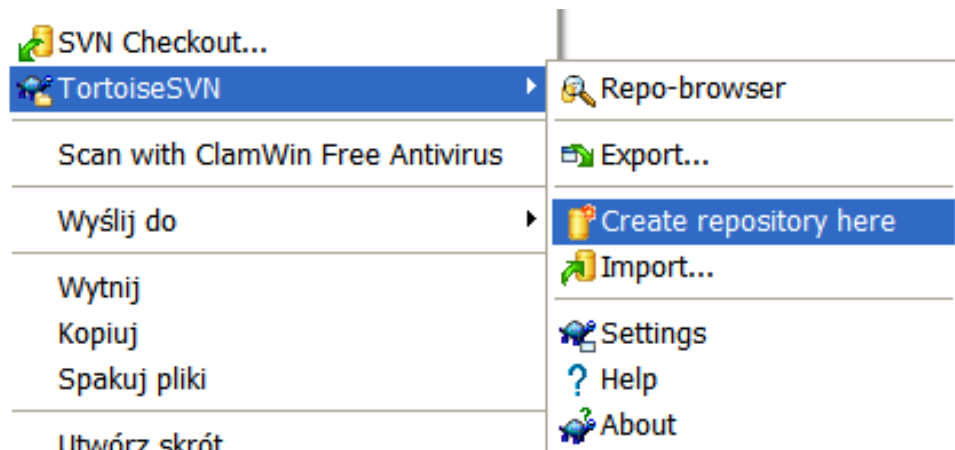 SVN Checkout...
TortoiseSVN
Scan with ClamWin Free Antivirus
Wyślij do
Wytnij
Kopiuj
Spakuj pliki
Utwórz skrót
Repo-browser
Export...
Create repository here
Import...
Settings
? Help
About